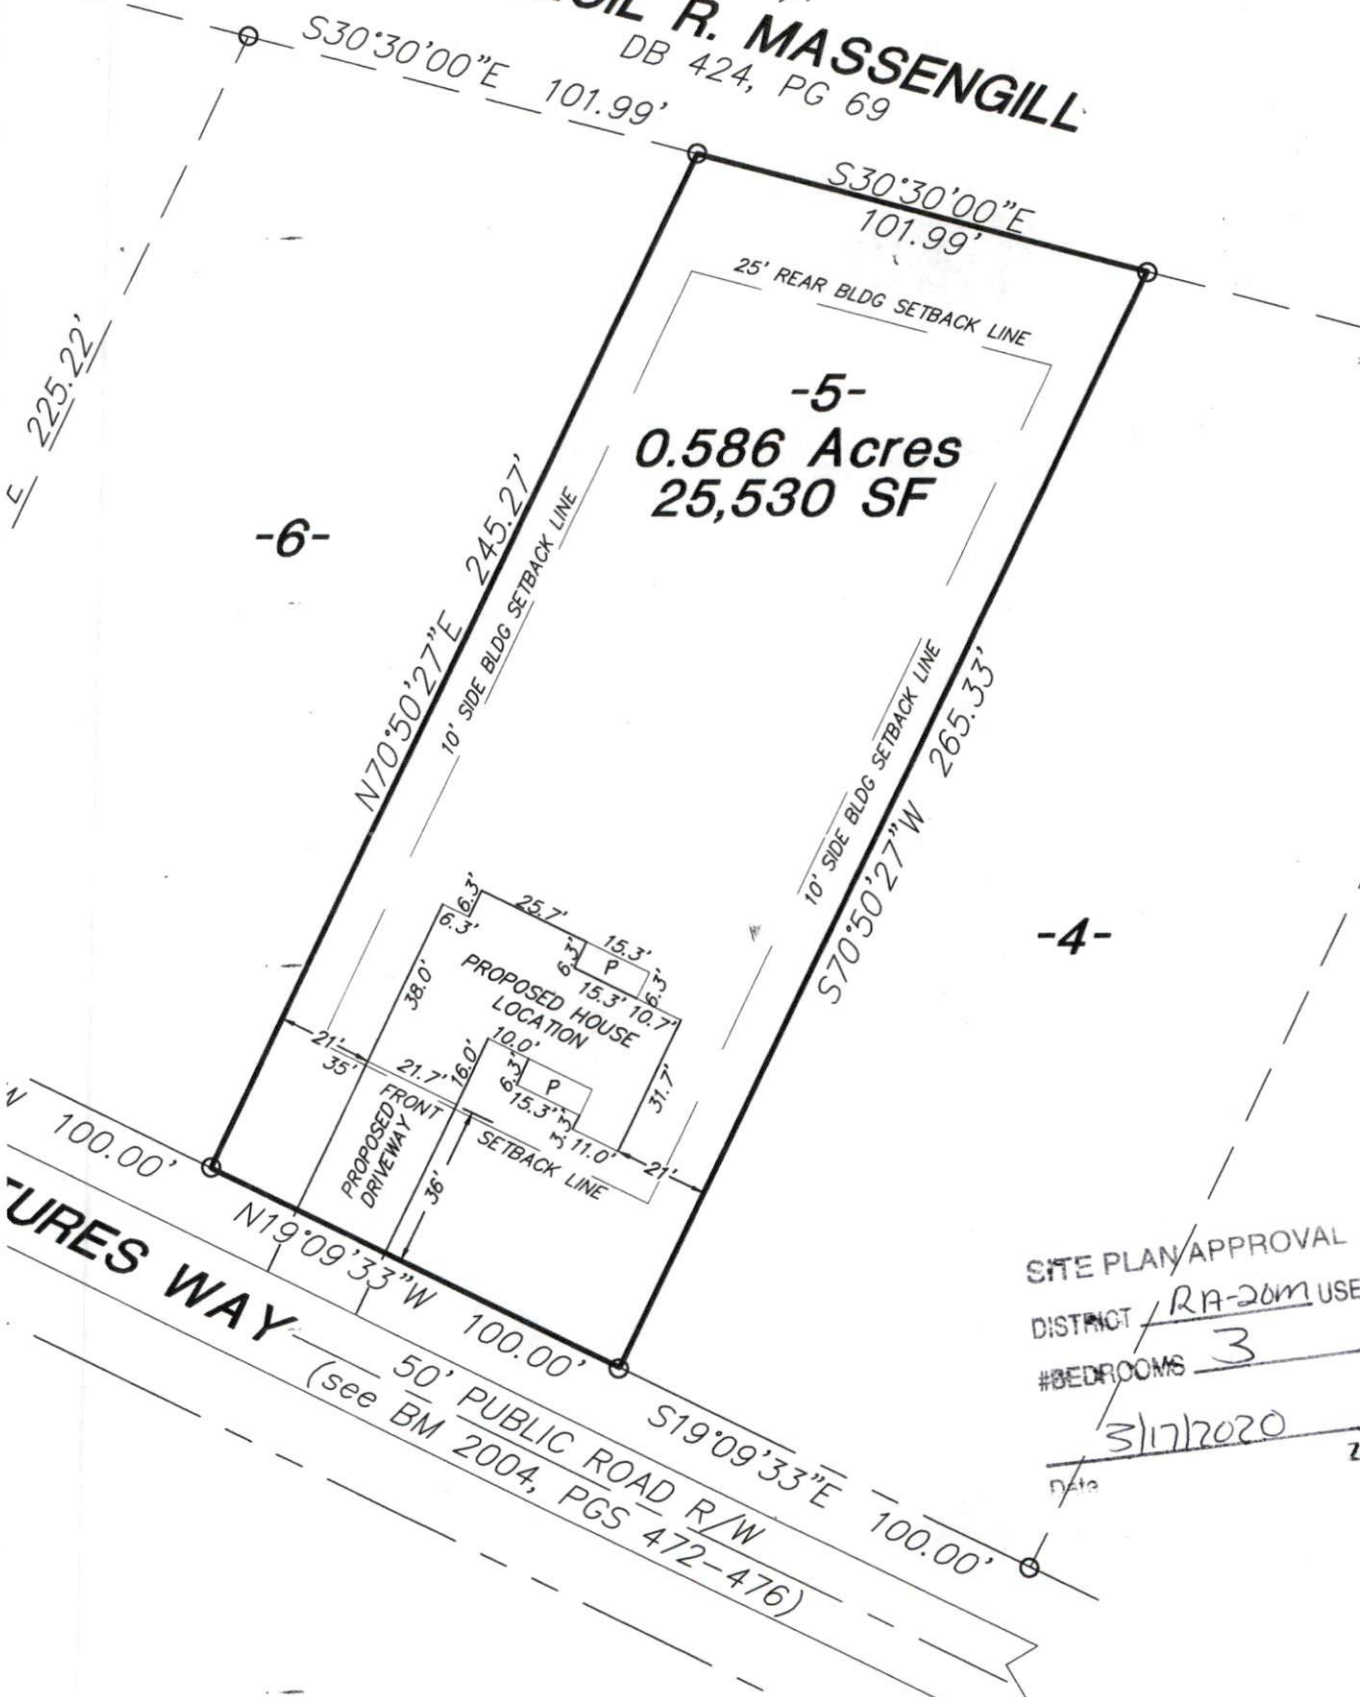 R. MASSENGILL
DB 424, PG 69
S30°30'00"E 101.99'
S30°30'00"E
101.99'
25' REAR BLDG SETBACK LINE
-5-
0.586 Acres
25,530 SF
225.22'
E
-6-
N70°50'27"E 245.27'
10' SIDE BLDG SETBACK LINE
10' SIDE BLDG SETBACK LINE
S70°50'27"W 265.33'
-4-
6.3'
6.3'
25.7'
15.3'
6.3'
P
6.3'
15.3'
10.7'
38.0'
PROPOSED HOUSE
LOCATION
10.0'
16.0'
6.3'
P
15.3'
3.3'
11.0'
31.7'
21'
35'
21.7'
FRONT
SETBACK LINE
PROPOSED
DRIVEWAY
36'
21'
W 100.00'
N19°09'33"W 100.00'
TURES WAY
50' PUBLIC ROAD R/W
(see BM 2004, PGS 472-476)
S19°09'33"E 100.00'
SITE PLAN APPROVAL
DISTRICT RA-20M USE
#BEDROOMS 3
3/17/2020
Date